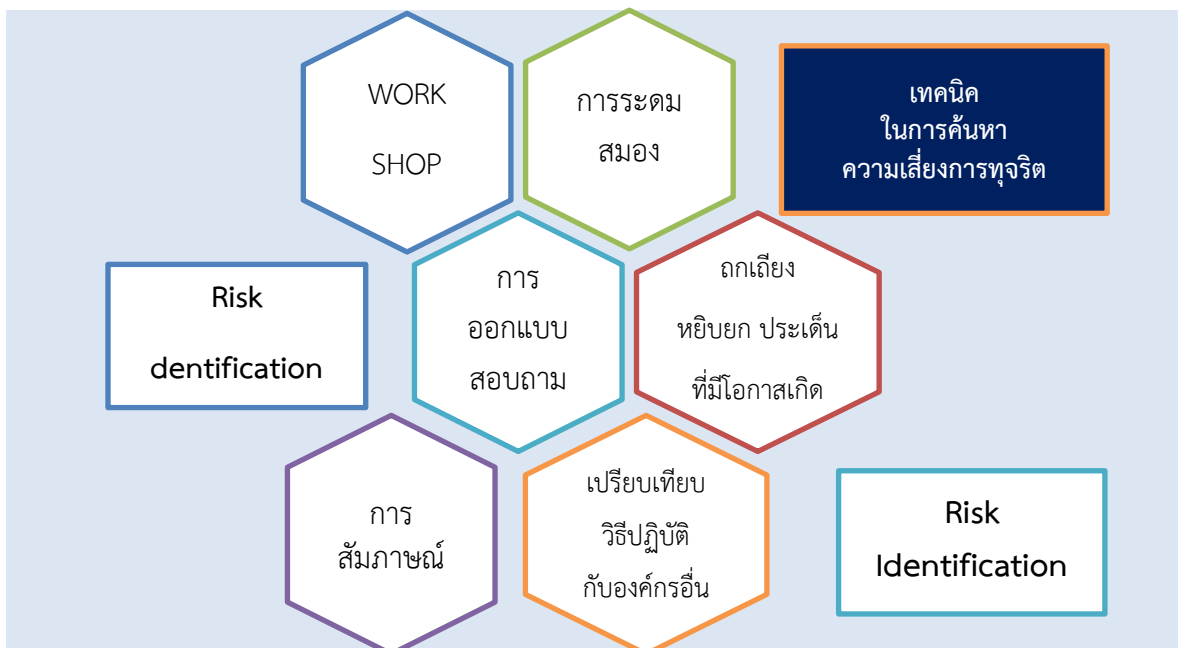 WORK
SHOP
การระดม
สมอง
เทคนิค
ในการค้นหา
ความเสี่ยงการทุจริต
Risk
dentification
การ
ออกแบบ
สอบถาม
ถกเถียง
หยิบยก ประเด็น
ที่มีโอกาสเกิด
การ
สัมภาษณ์
เปรียบเทียบ
วิธีปฏิบัติ
กับองค์กรอื่น
Risk
Identification